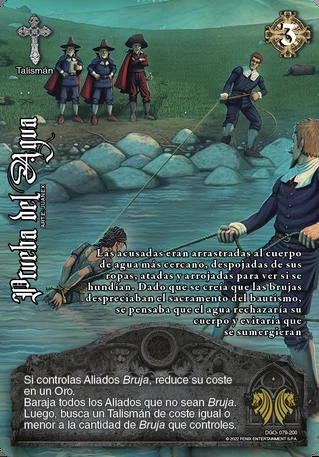 3
Talismán
Prueba del Agua
Las acusadas eran arrastradas al cuerpo
de agua más cercano, despojadas de sus
ropas, atadas y arrojadas para ver si se
hundían. Dado que se creía que las brujas
despreciaban el sacramento del bautismo,
se pensaba que el agua rechazaría su
cuerpo y evitaría que
se sumergieran
Si controlas Aliados Bruja, reduce su coste
en un Oro.
Baraja todos los Aliados que no sean Bruja.
Luego, busca un Talismán de coste igual o
menor a la cantidad de Bruja que controles.
DGO- 079-200
© 2022 FENIX ENTERTAINMENT S.P.A.